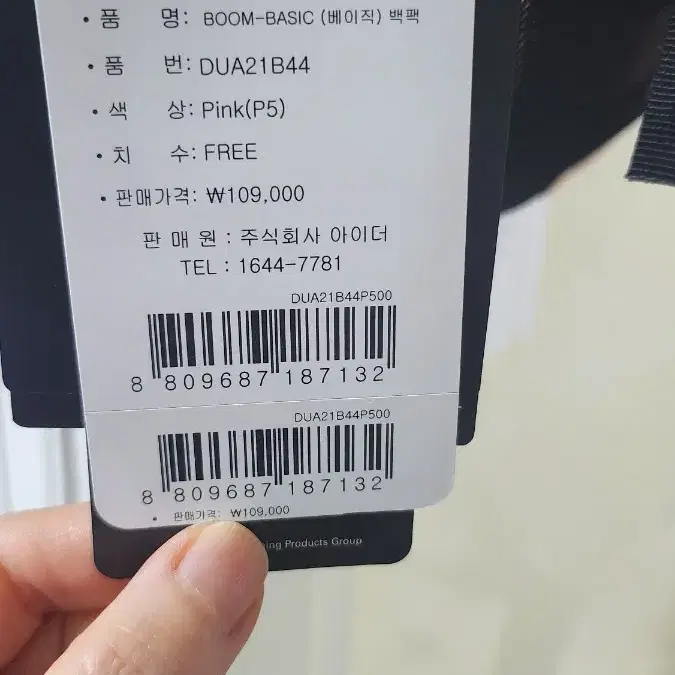 • 품 명: BOOM-BASIC (베이직) 백팩
• 품 번: DUA21B44
• 색 상: Pink(P5)
• 치 수: FREE
• 판매가격: ₩109,000
판 매 원 : 주식회사 아이더
TEL : 1644-7781
DUA21B44P500
8 809687 187132
DUA21B44P500
8 809687 187132
• 판매가격: ₩109,000
Products Group